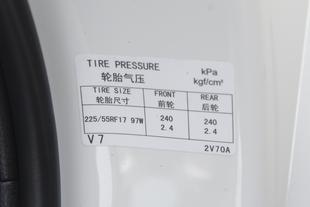 TIRE PRESSURE
轮胎气压
kPa
kgf/cm²
TIRE SIZE FRONT REAR
轮胎尺寸 前轮 后轮
225/55RF17 97W 240 240
2.4 2.4
V7 2V70A